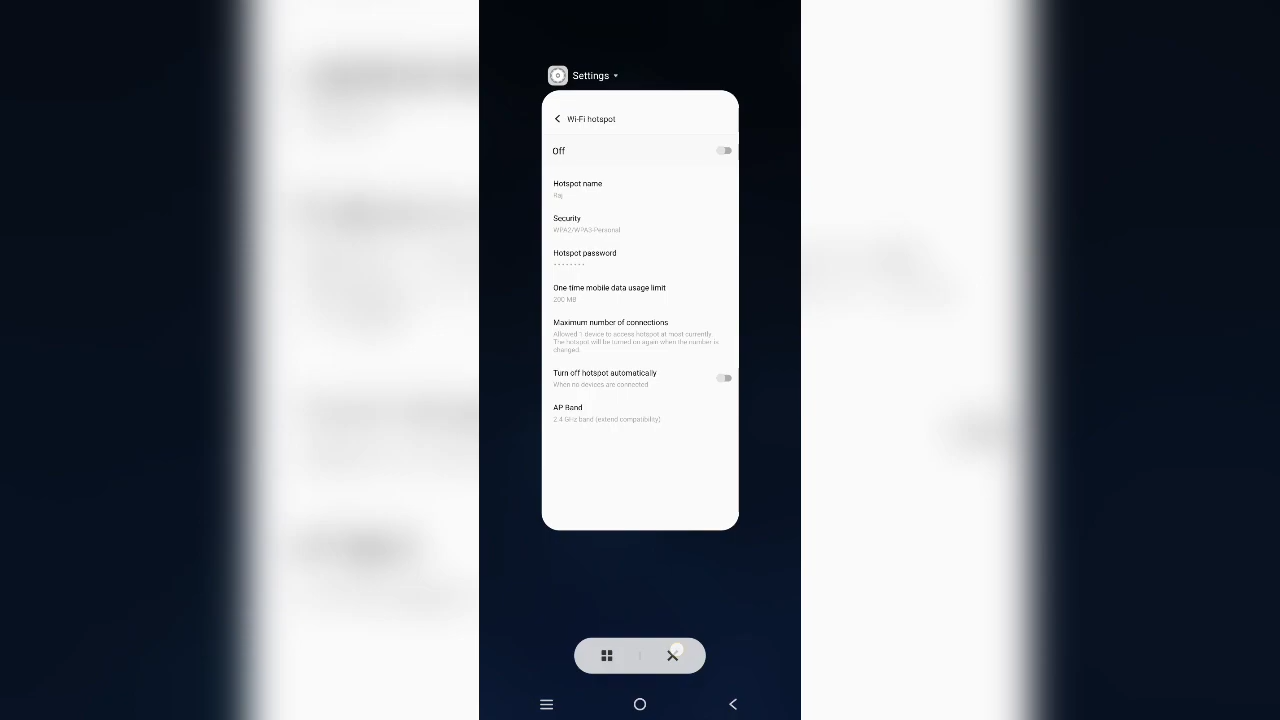 Settings
Wi-Fi hotspot
Off
Hotspot name
Raj
Security
WPA2/WPA3-Personal
Hotspot password
••••••••
One time mobile data usage limit
200 MB
Maximum number of connections
Allowed 1 device to access hotspot at most currently.
The hotspot will be turned on again when the number is
changed.
Turn off hotspot automatically
When no devices are connected
AP Band
2.4 GHz band (extend compatibility)